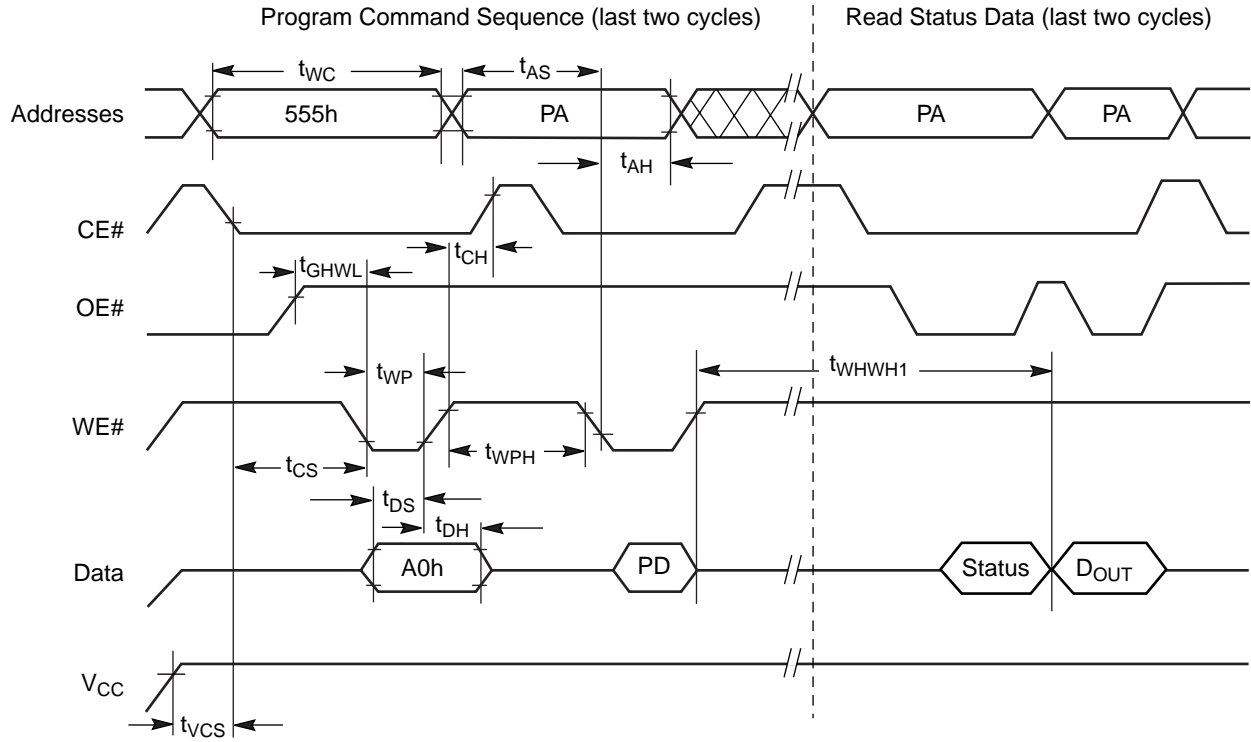 Program Command Sequence (last two cycles) Read Status Data (last two cycles)
tWC tAS
Addresses 555h PA PA PA
tAH
CE#
tCH
tGHWL
OE#
tWHWH1
tWP
WE#
tWPH
tCS
tDS
tDH
Data A0h PD Status DOUT
VCC
tVCS